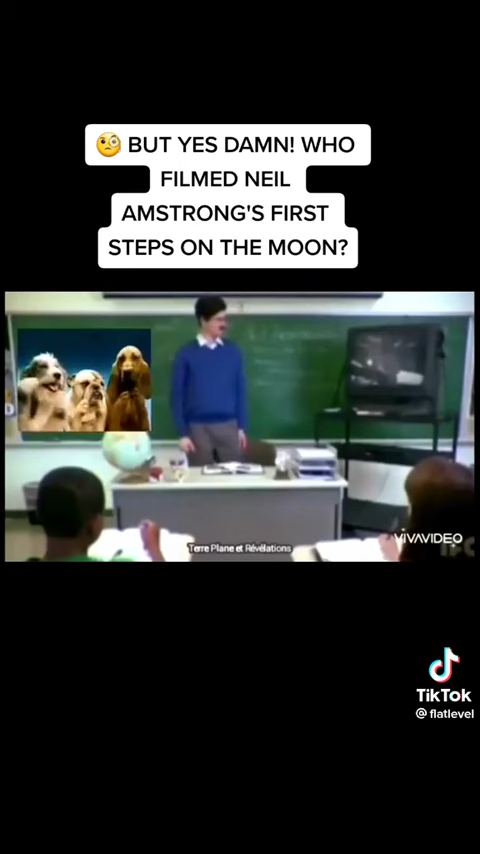 🧐 BUT YES DAMN! WHO
FILMED NEIL
AMSTRONG'S FIRST
STEPS ON THE MOON?
Terre Plane et Révélations
VIVAVIDEO
TikTok
@flatlevel